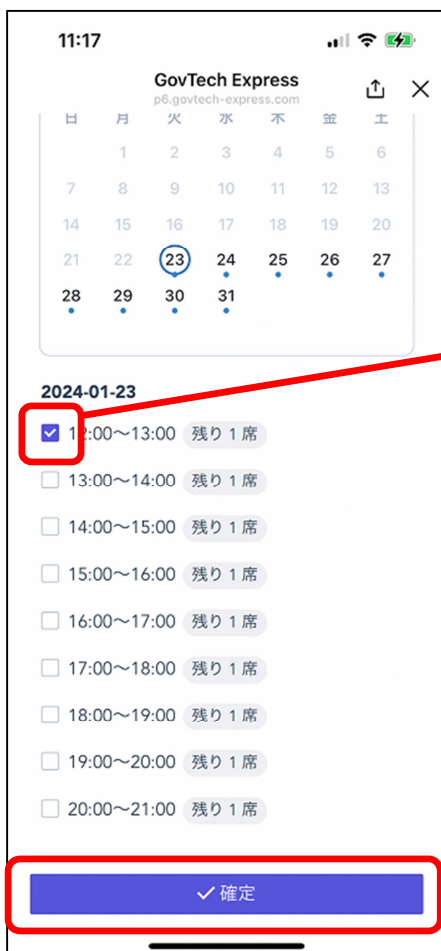 11:17
GovTech Express
p6.govtech-express.com
日 月 火 水 木 金 土
1 2 3 4 5 6
7 8 9 10 11 12 13
14 15 16 17 18 19 20
21 22 23 24 25 26 27
28 29 30 31
2024-01-23
12:00〜13:00 残り 1 席
13:00〜14:00 残り 1 席
14:00〜15:00 残り 1 席
15:00〜16:00 残り 1 席
16:00〜17:00 残り 1 席
17:00〜18:00 残り 1 席
18:00〜19:00 残り 1 席
19:00〜20:00 残り 1 席
20:00〜21:00 残り 1 席
確定